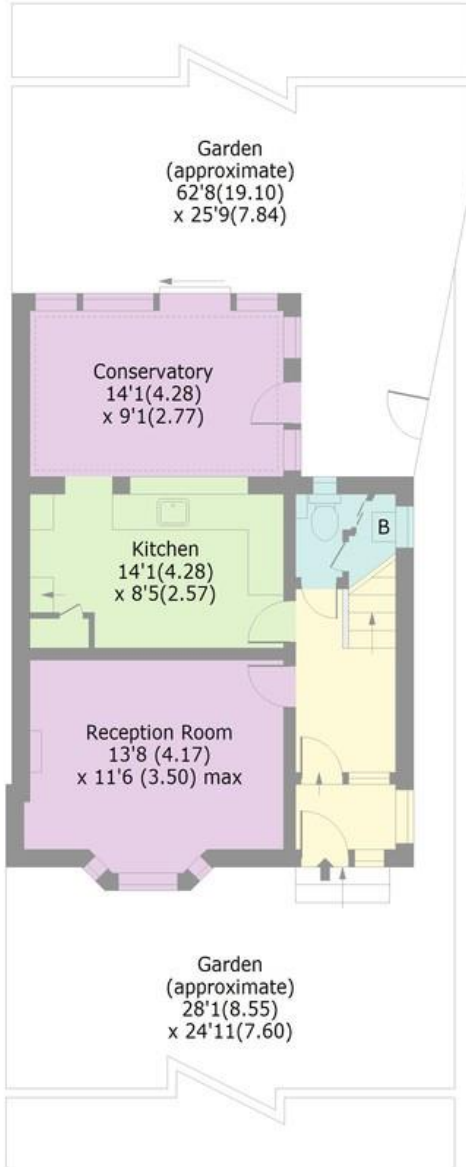 Garden
(approximate)
62'8(19.10)
x 25'9(7.84)
Conservatory
14'1(4.28)
x 9'1(2.77)
Kitchen
14'1(4.28)
x 8'5(2.57)
B
Reception Room
13'8 (4.17)
x 11'6 (3.50) max
Garden
(approximate)
28'1(8.55)
x 24'11(7.60)